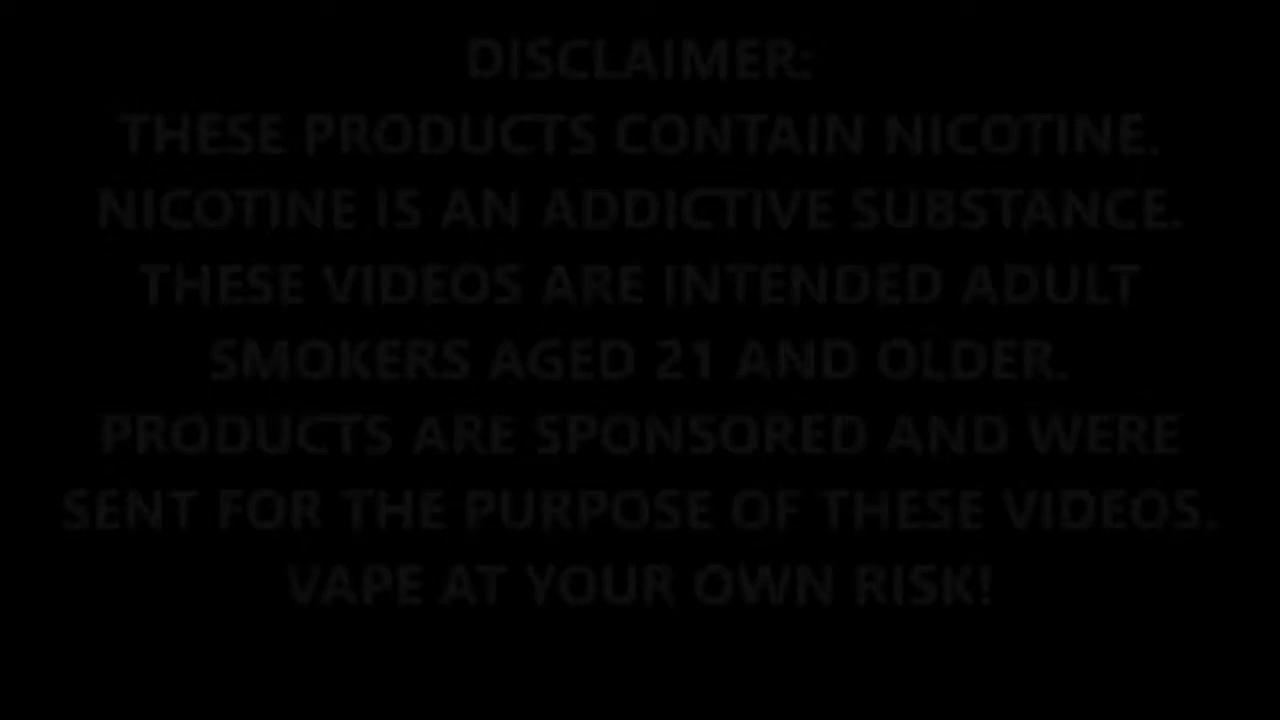 DISCLAIMER:
THESE PRODUCTS CONTAIN NICOTINE.
NICOTINE IS AN ADDICTIVE SUBSTANCE.
THESE VIDEOS ARE INTENDED ADULT
SMOKERS AGED 21 AND OLDER.
PRODUCTS ARE SPONSORED AND WERE
SENT FOR THE PURPOSE OF THESE VIDEOS.
VAPE AT YOUR OWN RISK!